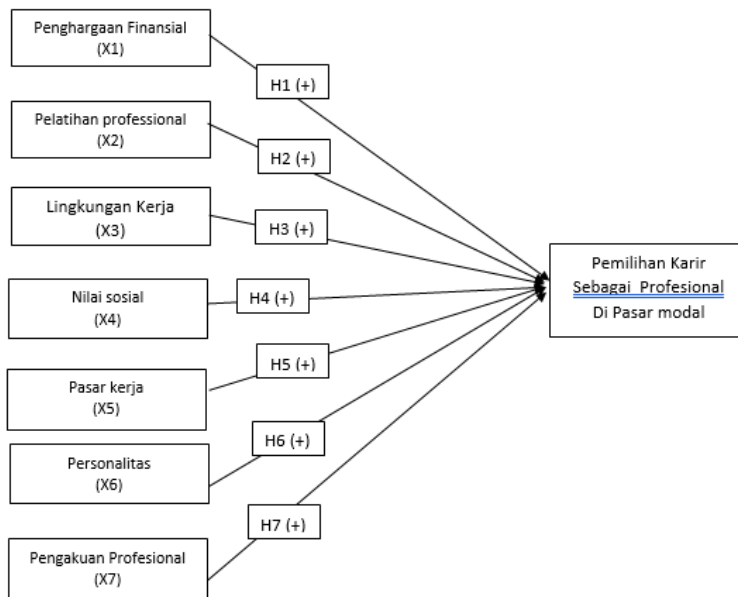 Penghargaan Finansial
(X1)
H1 (+)
Pelatihan professional
(X2)
H2 (+)
Lingkungan Kerja
(X3)
H3 (+)
Nilai sosial
(X4)
H4 (+)
Pasar kerja
(X5)
H5 (+)
Personalitas
(X6)
H6 (+)
Pengakuan Profesional
(X7)
H7 (+)
Pemilihan Karir
Sebagai Profesional
Di Pasar modal